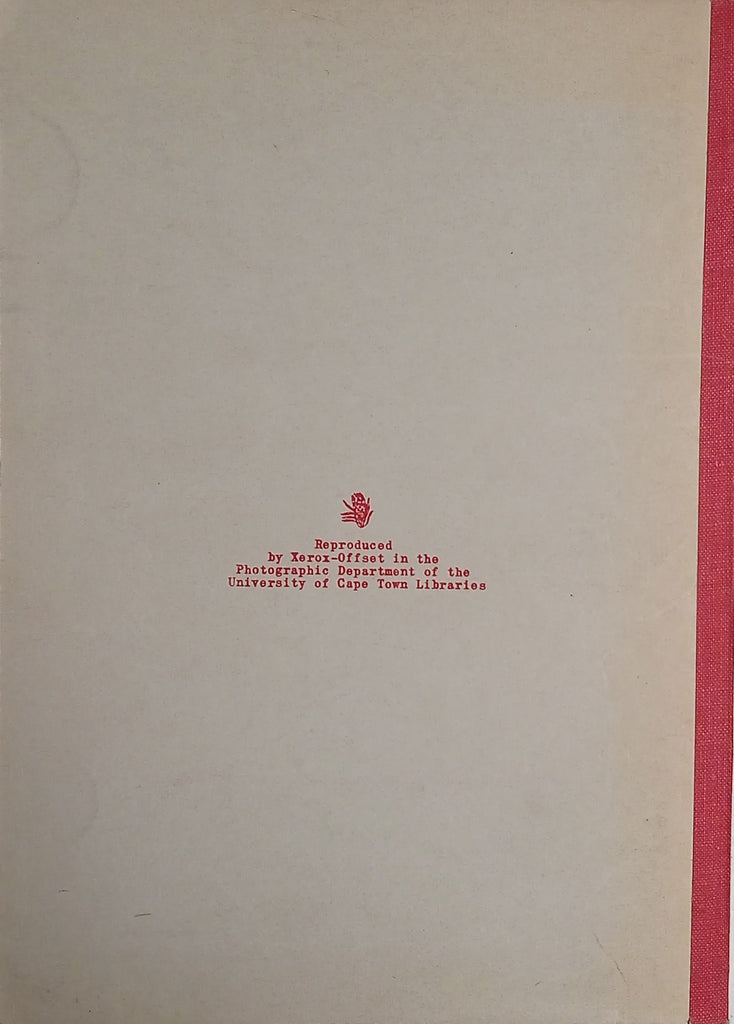 Reproduced
by Xerox-Offset in the
Photographic Department of the
University of Cape Town Libraries